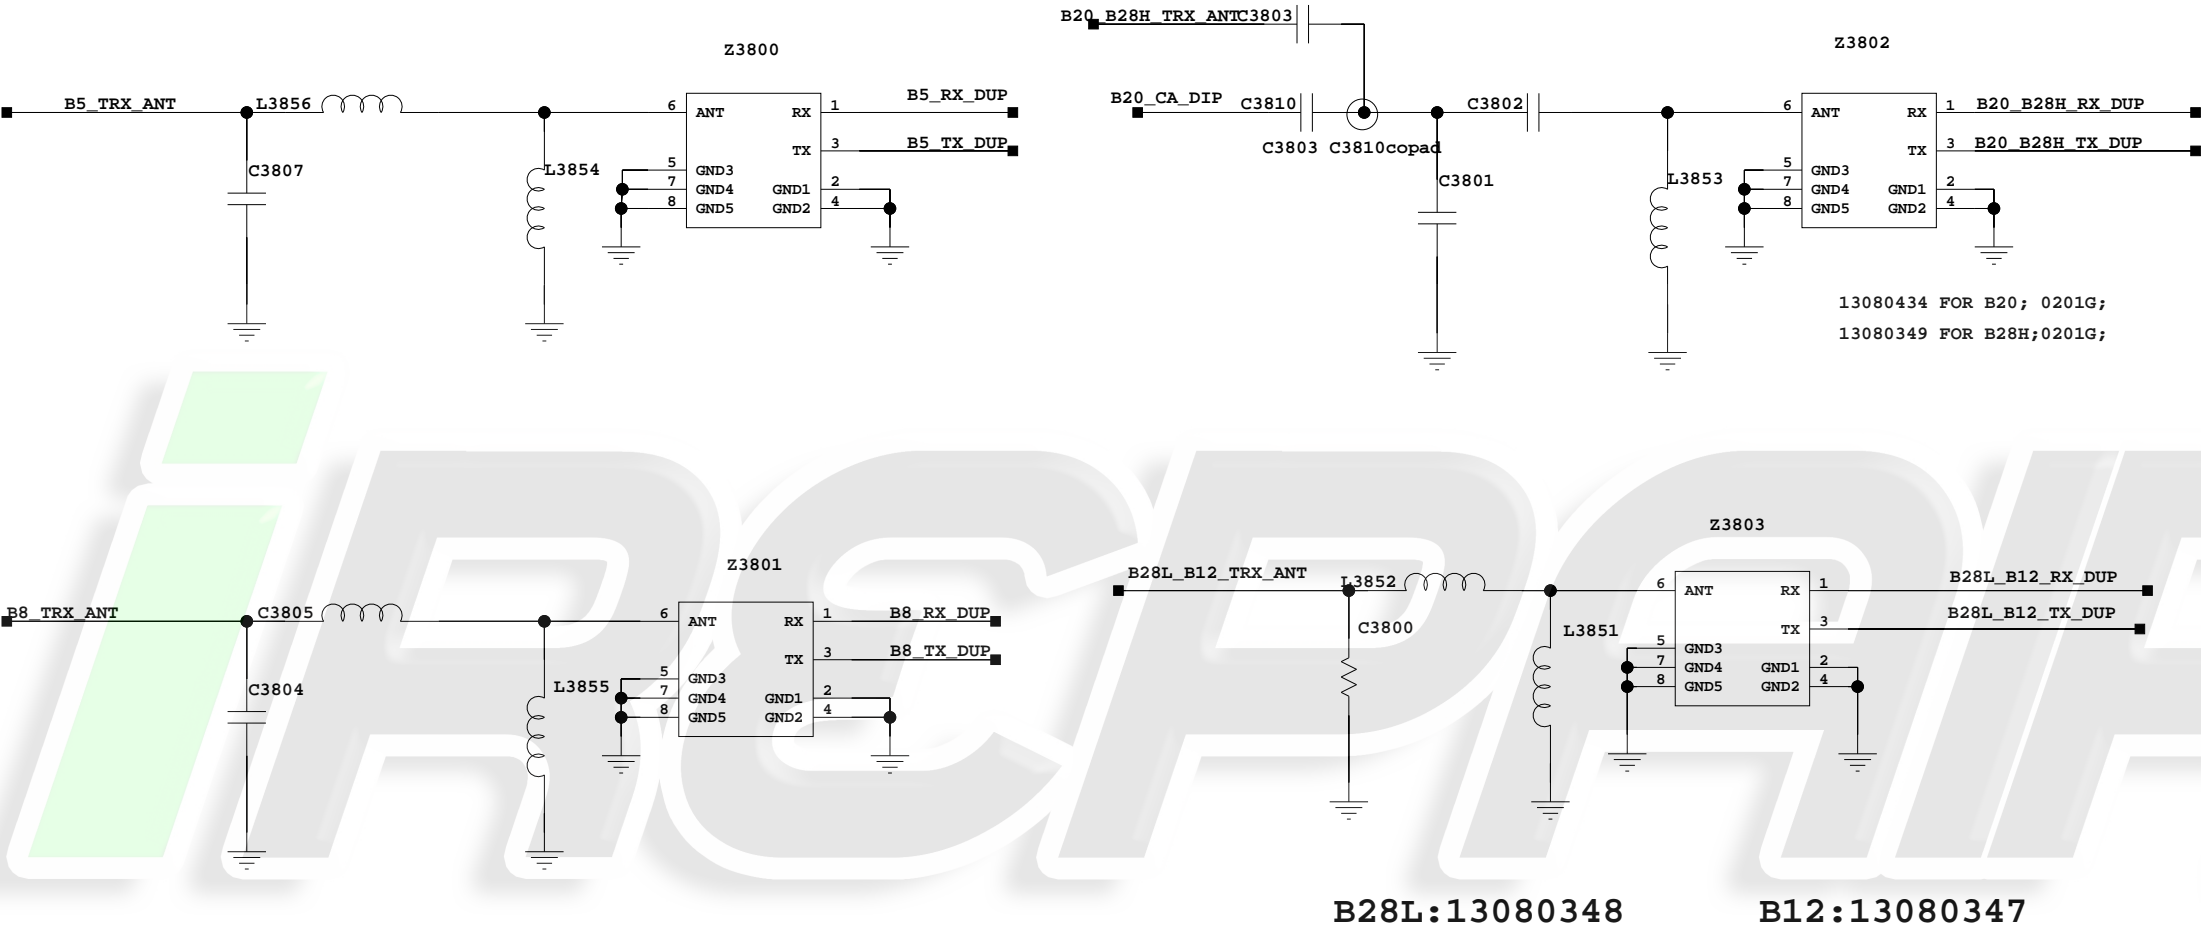 Z3800
B5_TRX_ANT
L3856
C3807
L3854
6 ANT RX 1 B5_RX_DUP
TX 3 B5_TX_DUP
5 GND3
7 GND4 GND1 2
8 GND5 GND2 4
B20_B28H_TRX_ANT
C3803
B20_CA_DIP
C3810
C3803 C3810copad
C3802
C3801
L3853
Z3802
6 ANT RX 1 B20_B28H_RX_DUP
TX 3 B20_B28H_TX_DUP
5 GND3
7 GND4 GND1 2
8 GND5 GND2 4
13080434 FOR B20; 0201G;
13080349 FOR B28H;0201G;
Z3801
B8_TRX_ANT
C3805
C3804
L3855
6 ANT RX 1 B8_RX_DUP
TX 3 B8_TX_DUP
5 GND3
7 GND4 GND1 2
8 GND5 GND2 4
Z3803
B28L_B12_TRX_ANT
L3852
C3800
L3851
6 ANT RX 1 B28L_B12_RX_DUP
TX 3 B28L_B12_TX_DUP
5 GND3
7 GND4 GND1 2
8 GND5 GND2 4
B28L:13080348 B12:13080347